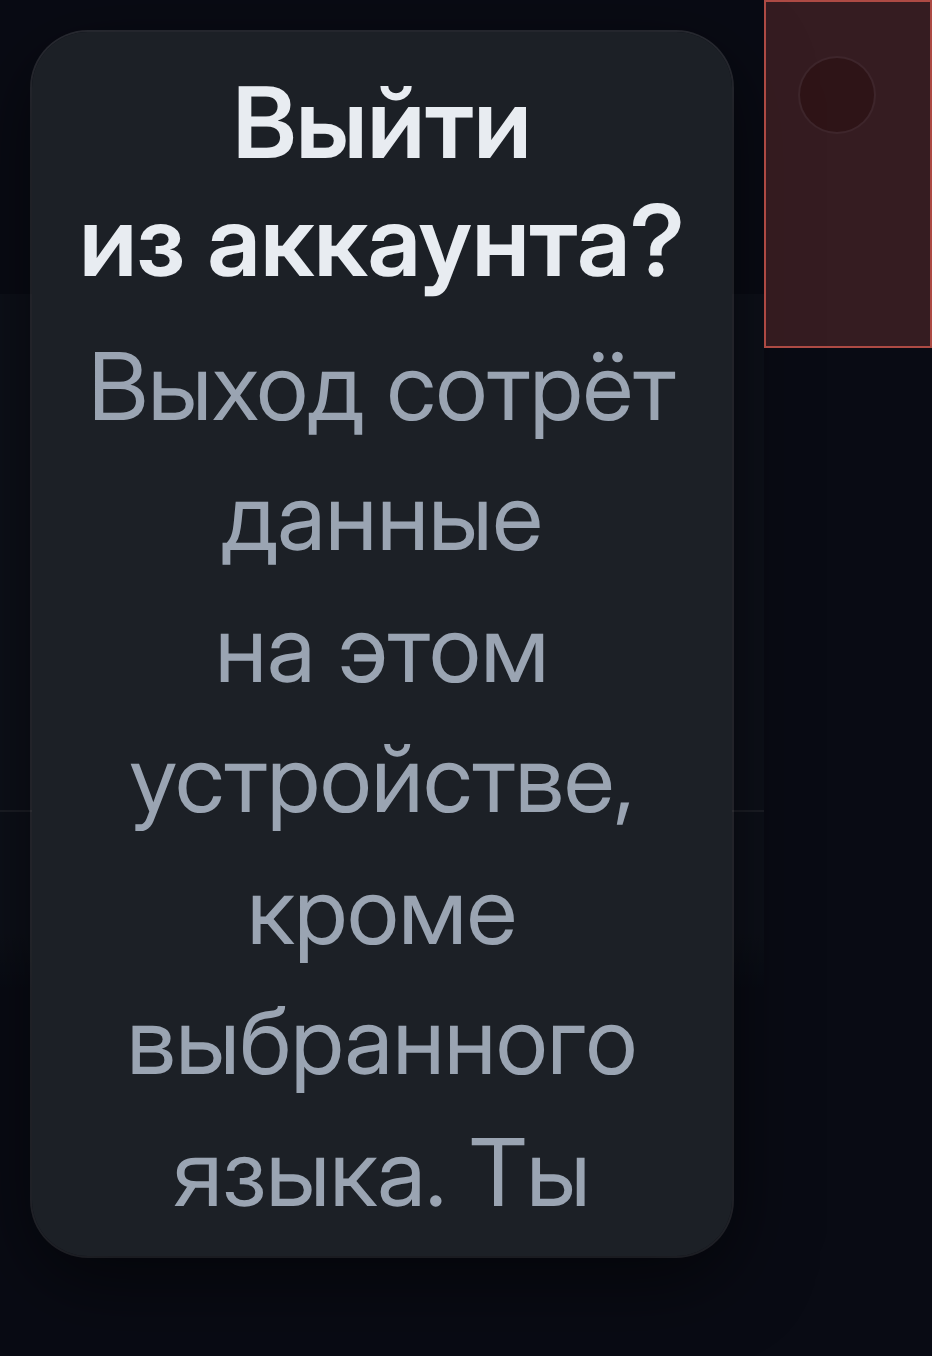 Выйти
из аккаунта?
Выход сотрёт
данные
на этом
устройстве,
кроме
выбранного
языка. Ты